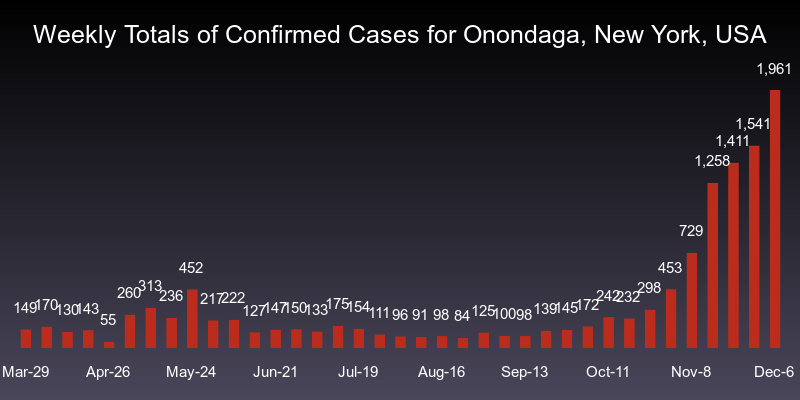 Weekly Totals of Confirmed Cases for Onondaga, New York, USA
149 170 130 143 55 260 313 236 452 217 222 127 147 150 133 175 154 111 96 91 98 84 125 100 98 139 145 172 242 232 298 453 729 1,258 1,411 1,541 1,961
Mar-29 Apr-26 May-24 Jun-21 Jul-19 Aug-16 Sep-13 Oct-11 Nov-8 Dec-6